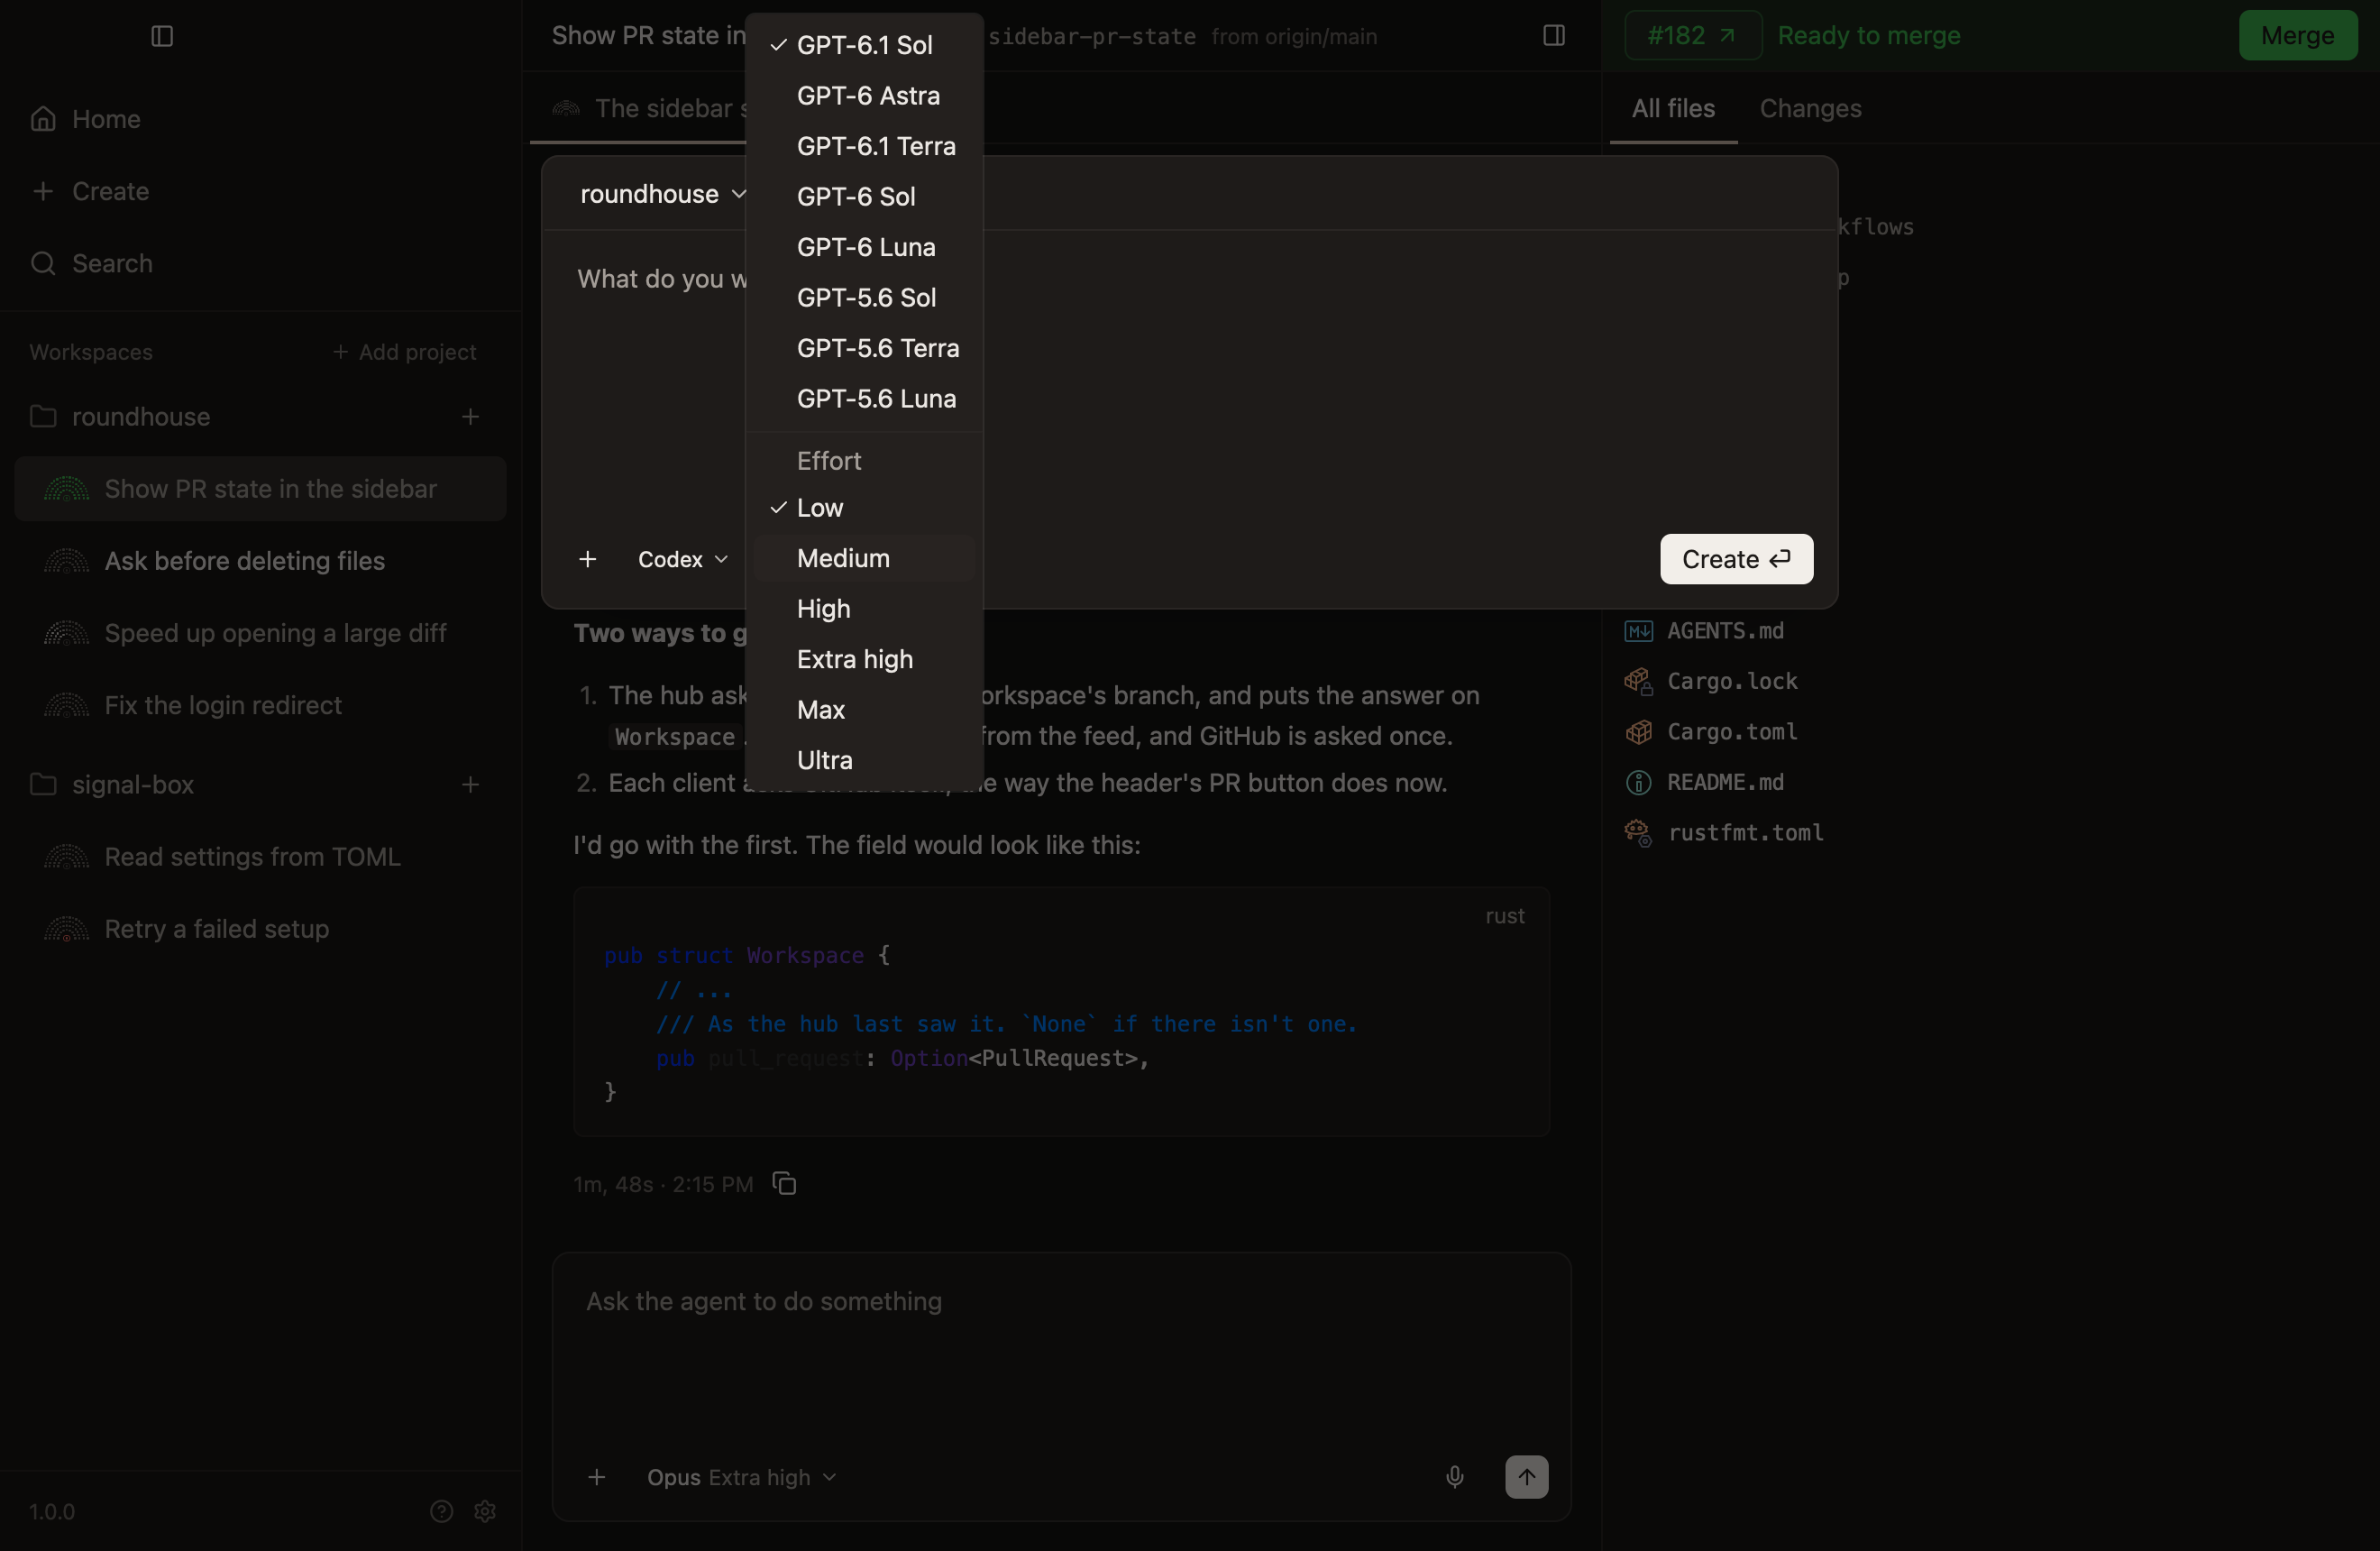 Home
Create
Search
Workspaces
Add project
roundhouse
Show PR state in the sidebar
Ask before deleting files
Speed up opening a large diff
Fix the login redirect
signal-box
Read settings from TOML
Retry a failed setup
1.0.0
Show PR state in
sidebar-pr-state from origin/main
The sidebar
roundhouse
What do you
Codex
Create
GPT-6.1 Sol
GPT-6 Astra
GPT-6.1 Terra
GPT-6 Sol
GPT-6 Luna
GPT-5.6 Sol
GPT-5.6 Terra
GPT-5.6 Luna
Effort
Low
Medium
High
Extra high
Max
Ultra
Two ways to
1. The hub
branch, and puts the answer on
Workspace
from the feed, and GitHub is asked once.
2. Each client
way the header's PR button does now.
I'd go with the first. The field would look like this:
rust
pub struct Workspace {
// ...
/// As the hub last saw it. `None` if there isn't one.
pub pull_request: Option<PullRequest>,
}
1m, 48s · 2:15 PM
Ask the agent to do something
Opus Extra high
#182
Ready to merge
Merge
All files
Changes
AGENTS.md
Cargo.lock
Cargo.toml
README.md
rustfmt.toml